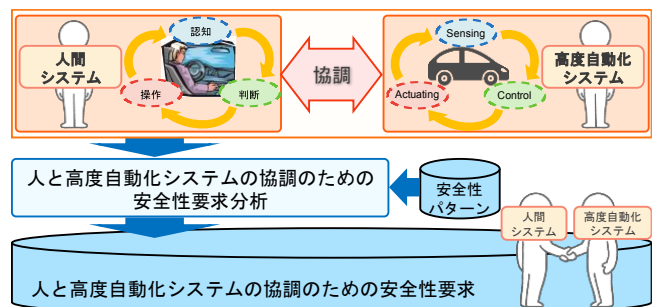 人間
システム
認知
操作
判断
協調
Sensing
Actuating
Control
高度自動化
システム
人と高度自動化システムの協調のための
安全性要求分析
安全性
パターン
人間
システム
高度自動化
システム
人と高度自動化システムの協調のための安全性要求